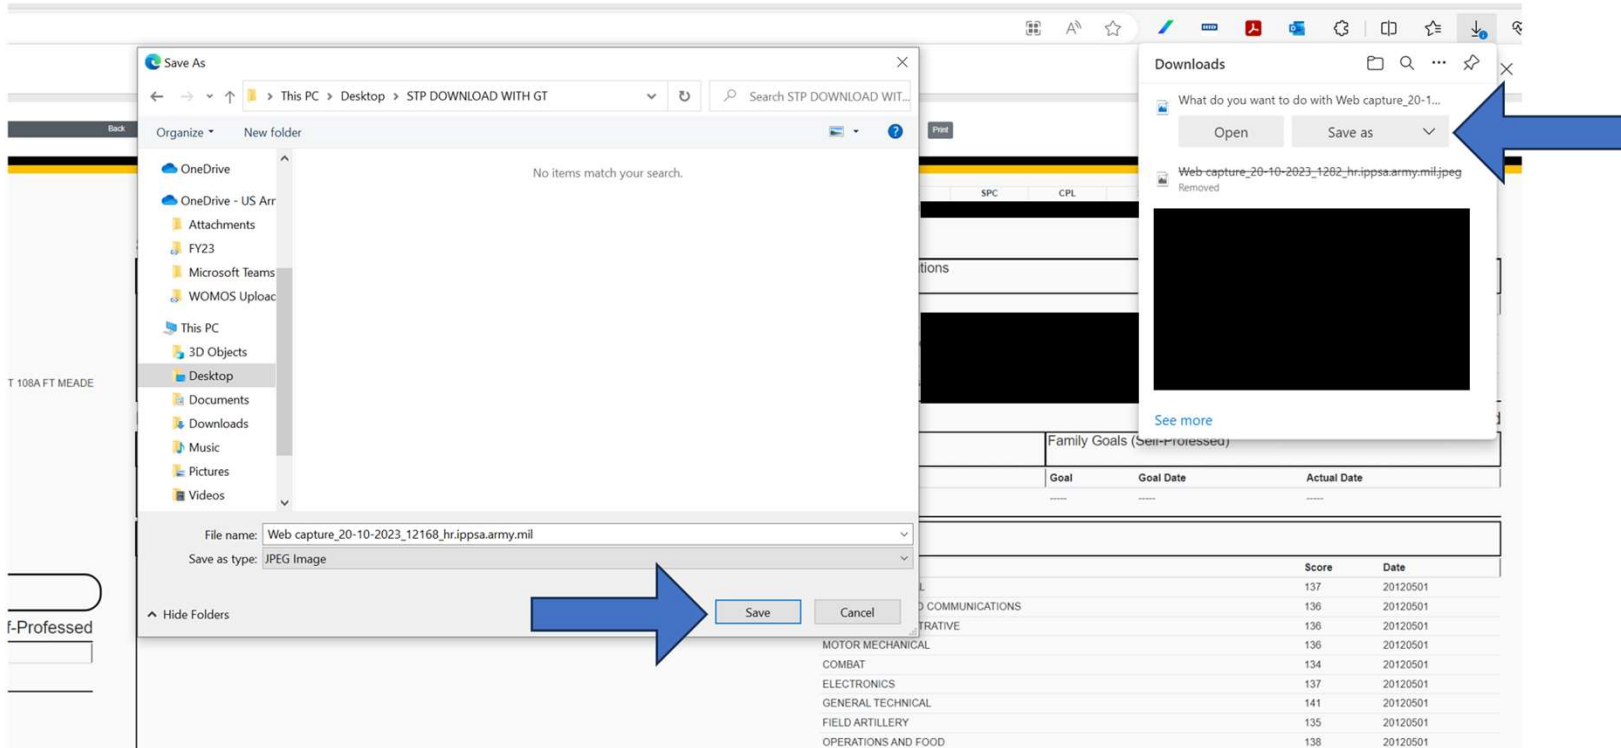 Save As
This PC > Desktop > STP DOWNLOAD WITH GT
Search STP DOWNLOAD WIT...
Organize
New folder
OneDrive
OneDrive - US Arr
Attachments
FY23
Microsoft Teams
WOMOS Uploac
This PC
3D Objects
Desktop
Documents
Downloads
Music
Pictures
Videos
No items match your search.
File name: Web capture_20-10-2023_12168_hr.ippsa.army.mil
Save as type: JPEG Image
Hide Folders
Save
Cancel
Downloads
What do you want to do with Web capture_20-1...
Open
Save as
Web capture_20-10-2023_1282_hr.ippsa.army.mil.jpeg
Removed
See more
Back
Print
SPC
CPL
tions
T 108A FT MEADE
f-Professed
Family Goals (Self-Professed)
Goal
Goal Date
Actual Date
-----
-----
-----
Score
Date
L 137 20120501
COMMUNICATIONS 136 20120501
TRATIVE 136 20120501
MOTOR MECHANICAL 136 20120501
COMBAT 134 20120501
ELECTRONICS 137 20120501
GENERAL TECHNICAL 141 20120501
FIELD ARTILLERY 135 20120501
OPERATIONS AND FOOD 138 20120501